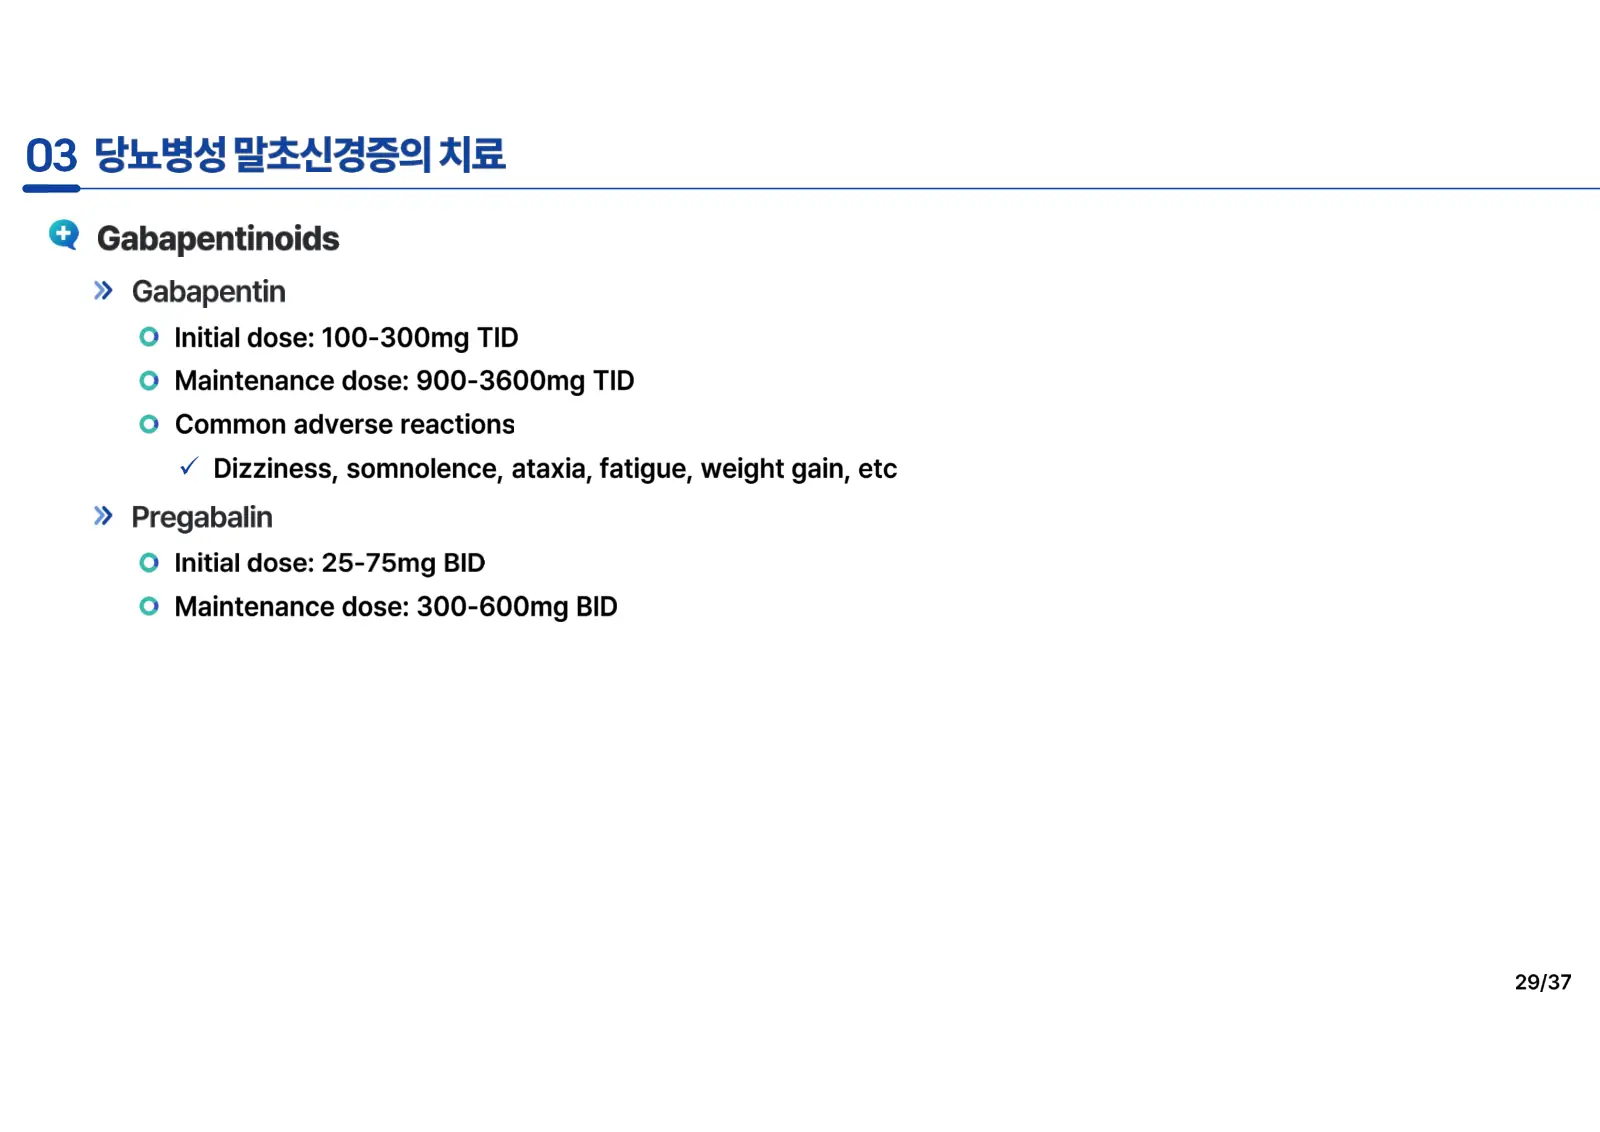 03 당뇨병성 말초신경증의 치료
Gabapentinoids
Gabapentin
Initial dose: 100-300mg TID
Maintenance dose: 900-3600mg TID
Common adverse reactions
Dizziness, somnolence, ataxia, fatigue, weight gain, etc
Pregabalin
Initial dose: 25-75mg BID
Maintenance dose: 300-600mg BID
29/37